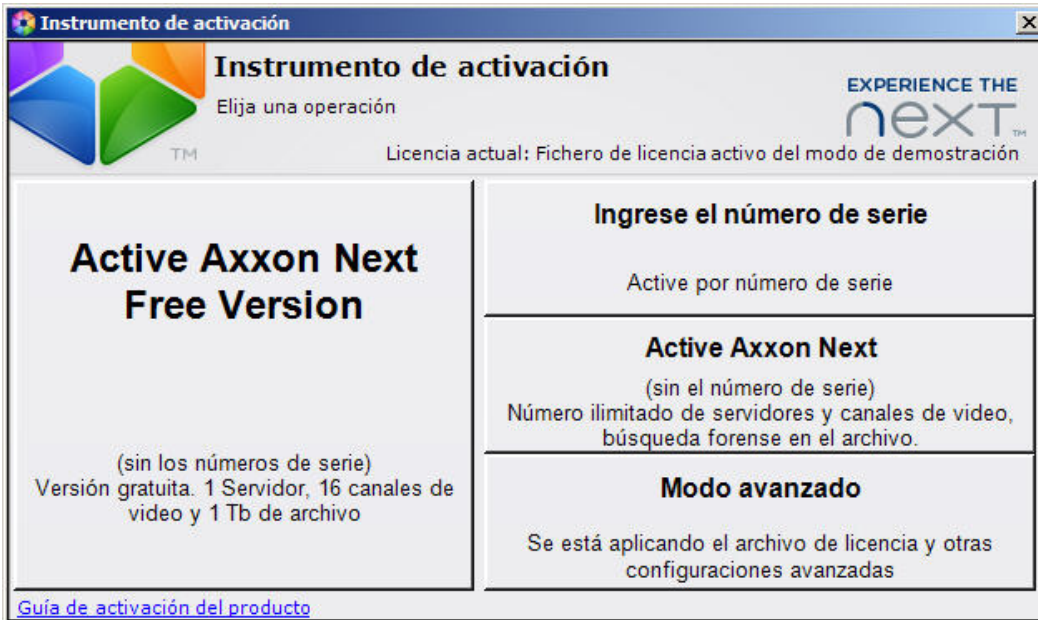 Instrumento de activación
Instrumento de activación
Elija una operación
EXPERIENCE THE
next™
TM
Licencia actual: Fichero de licencia activo del modo de demostración
Active Axxon Next
Free Version
(sin los números de serie)
Versión gratuita. 1 Servidor, 16 canales de
video y 1 Tb de archivo
Ingrese el número de serie
Active por número de serie
Active Axxon Next
(sin el número de serie)
Número ilimitado de servidores y canales de video,
búsqueda forense en el archivo.
Modo avanzado
Se está aplicando el archivo de licencia y otras
configuraciones avanzadas
Guía de activación del producto